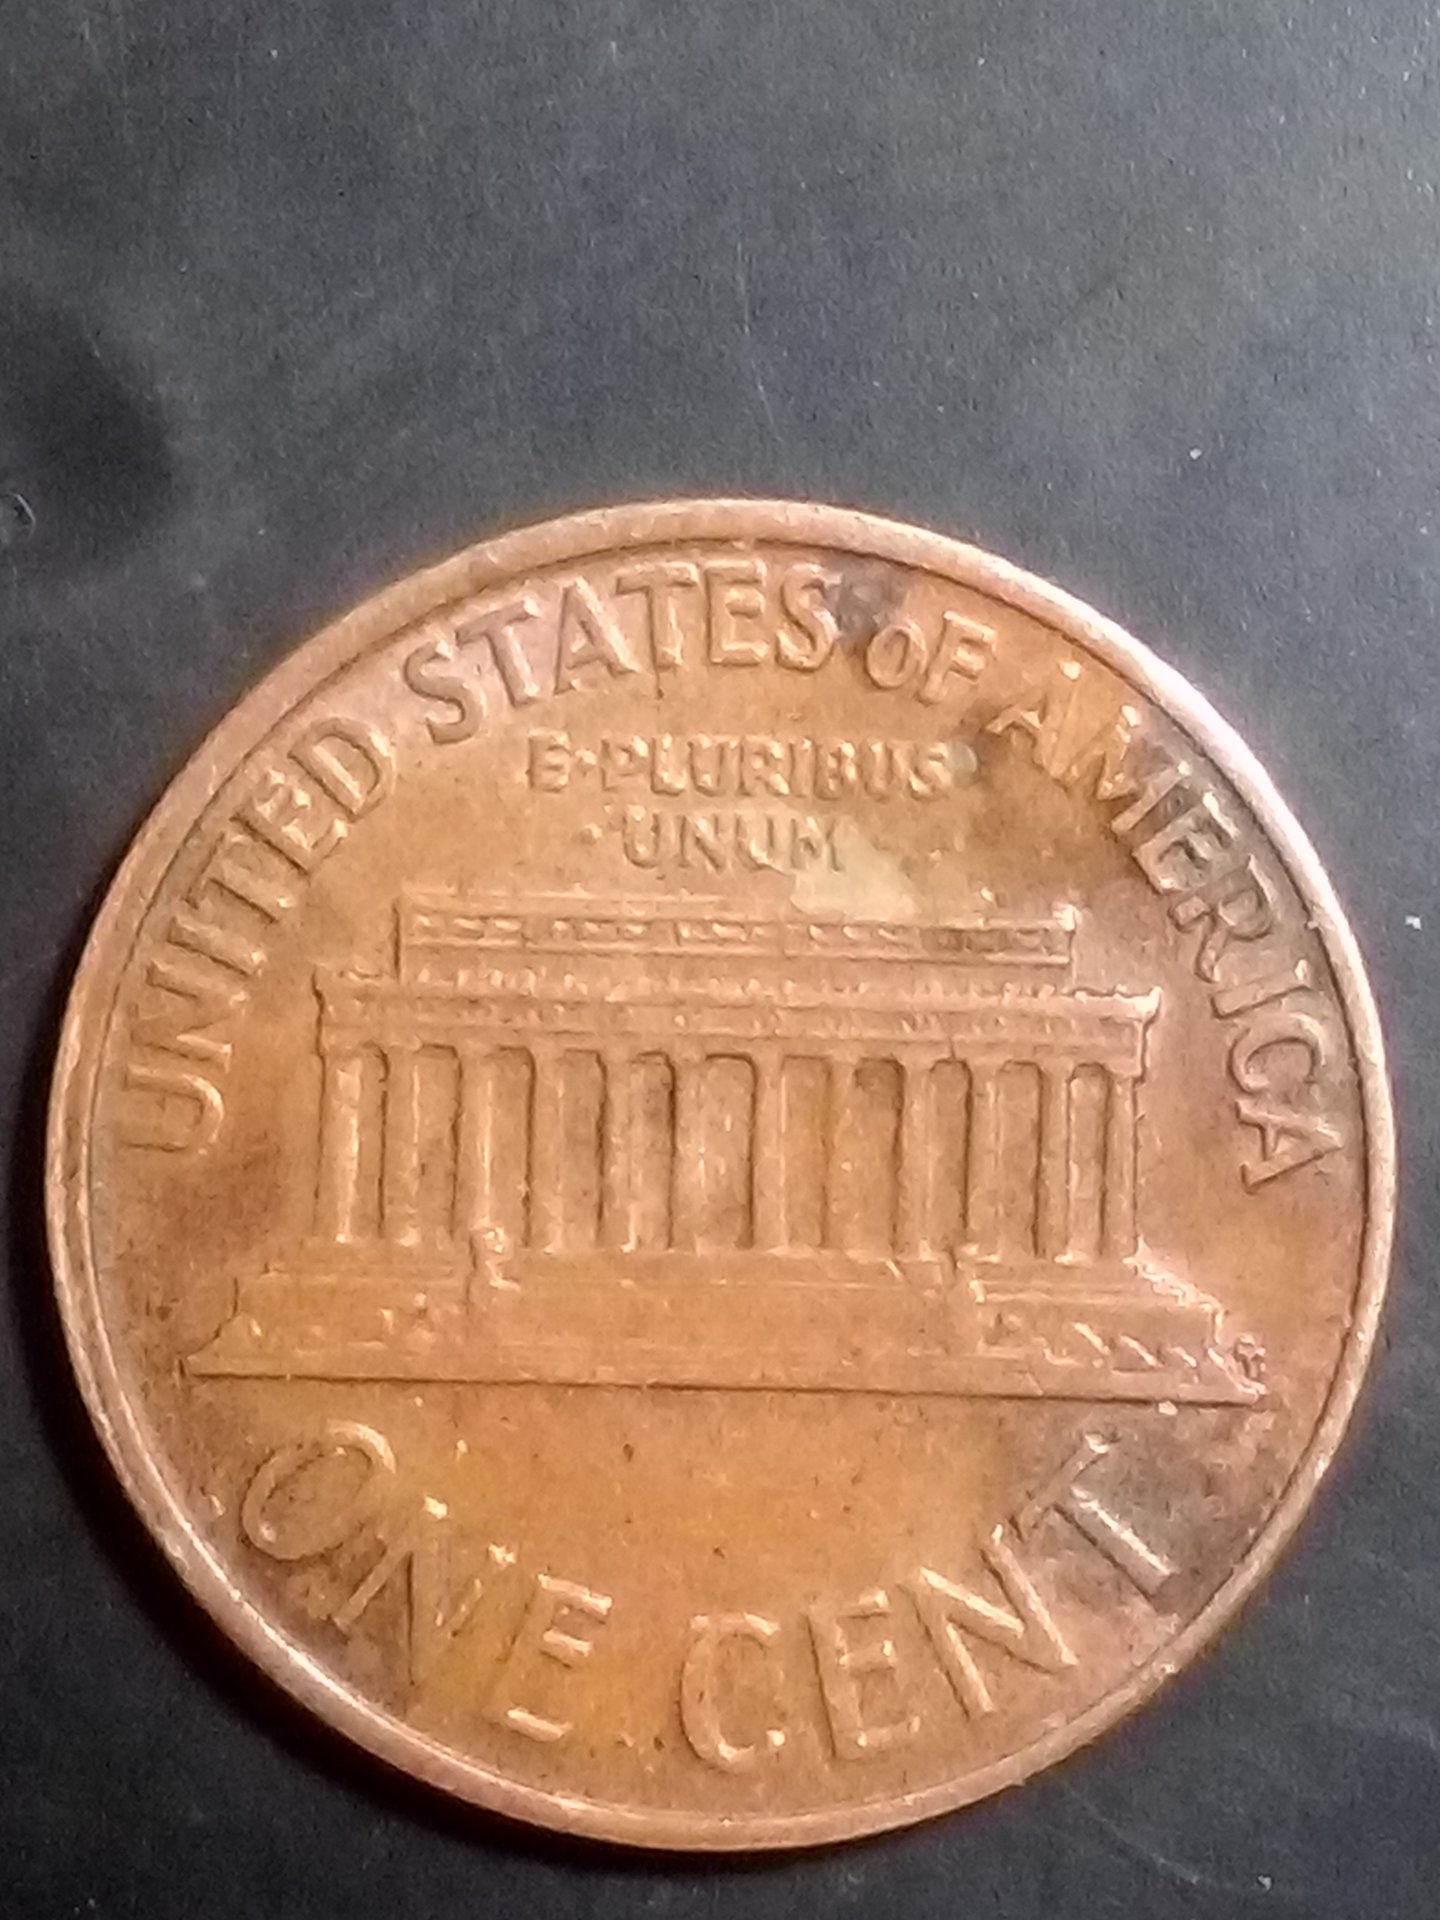 UNITED STATES OF AMERICA
E·PLURIBUS·
·UNUM·
ONE CENT